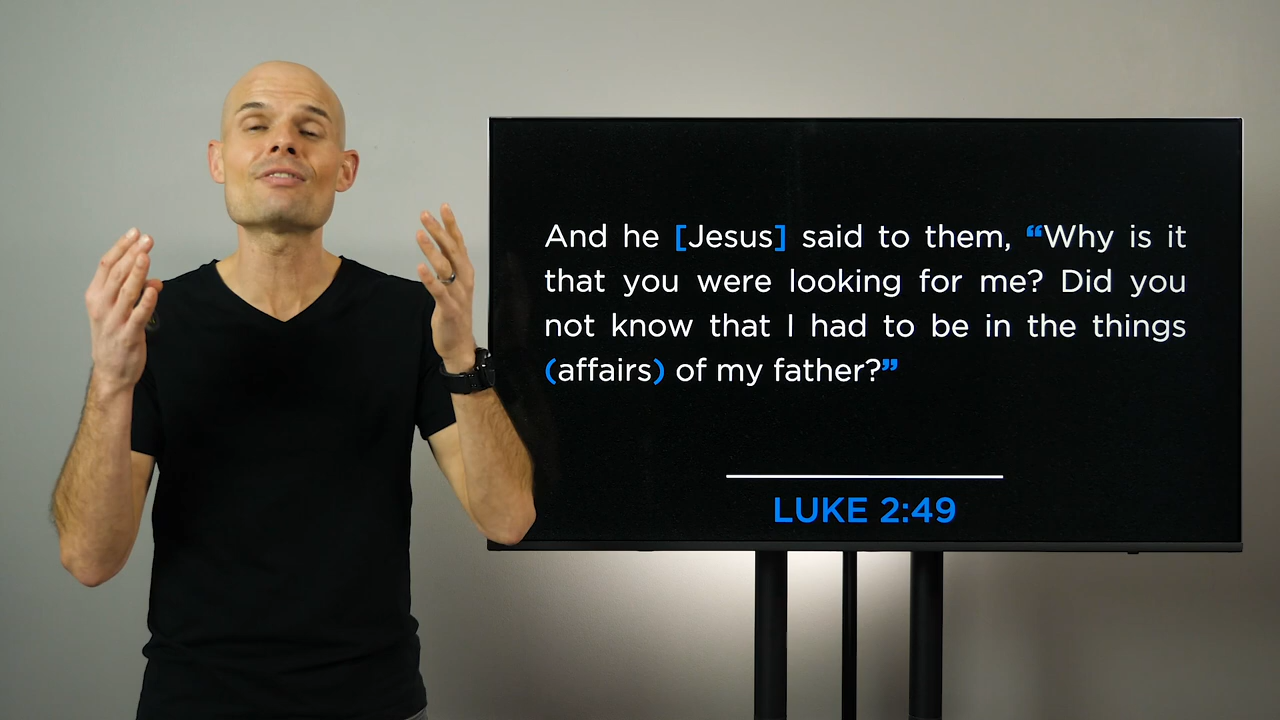 And he [Jesus] said to them, “Why is it
that you were looking for me? Did you
not know that I had to be in the things
(affairs) of my father?”
LUKE 2:49